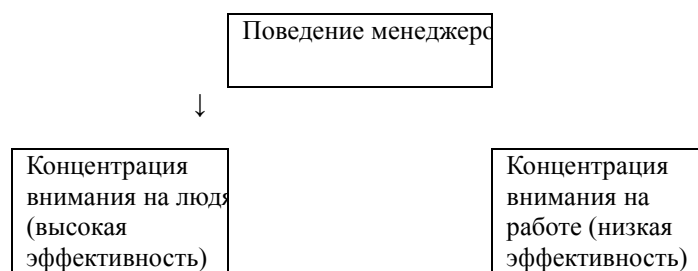 Поведение менеджеро
↓
Концентрация
внимания на людя
(высокая
эффективность)
Концентрация
внимания на
работе (низкая
эффективность)